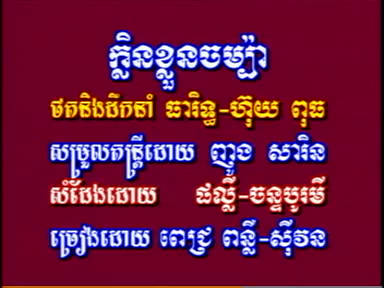 ក្លិនខ្លួនចម្ប៉ា
ថតនិងដឹកនាំ ធារិទ្ធ-ហ៊ុយ ពុធ
សម្រួលតន្ត្រីដោយ ញ៉ូង សារិន
សំដែងដោយ ផល្លី-ចន្ទបូរមី
ច្រៀងដោយ ពេជ្រ ពន្លឺ-ស៊ីវន